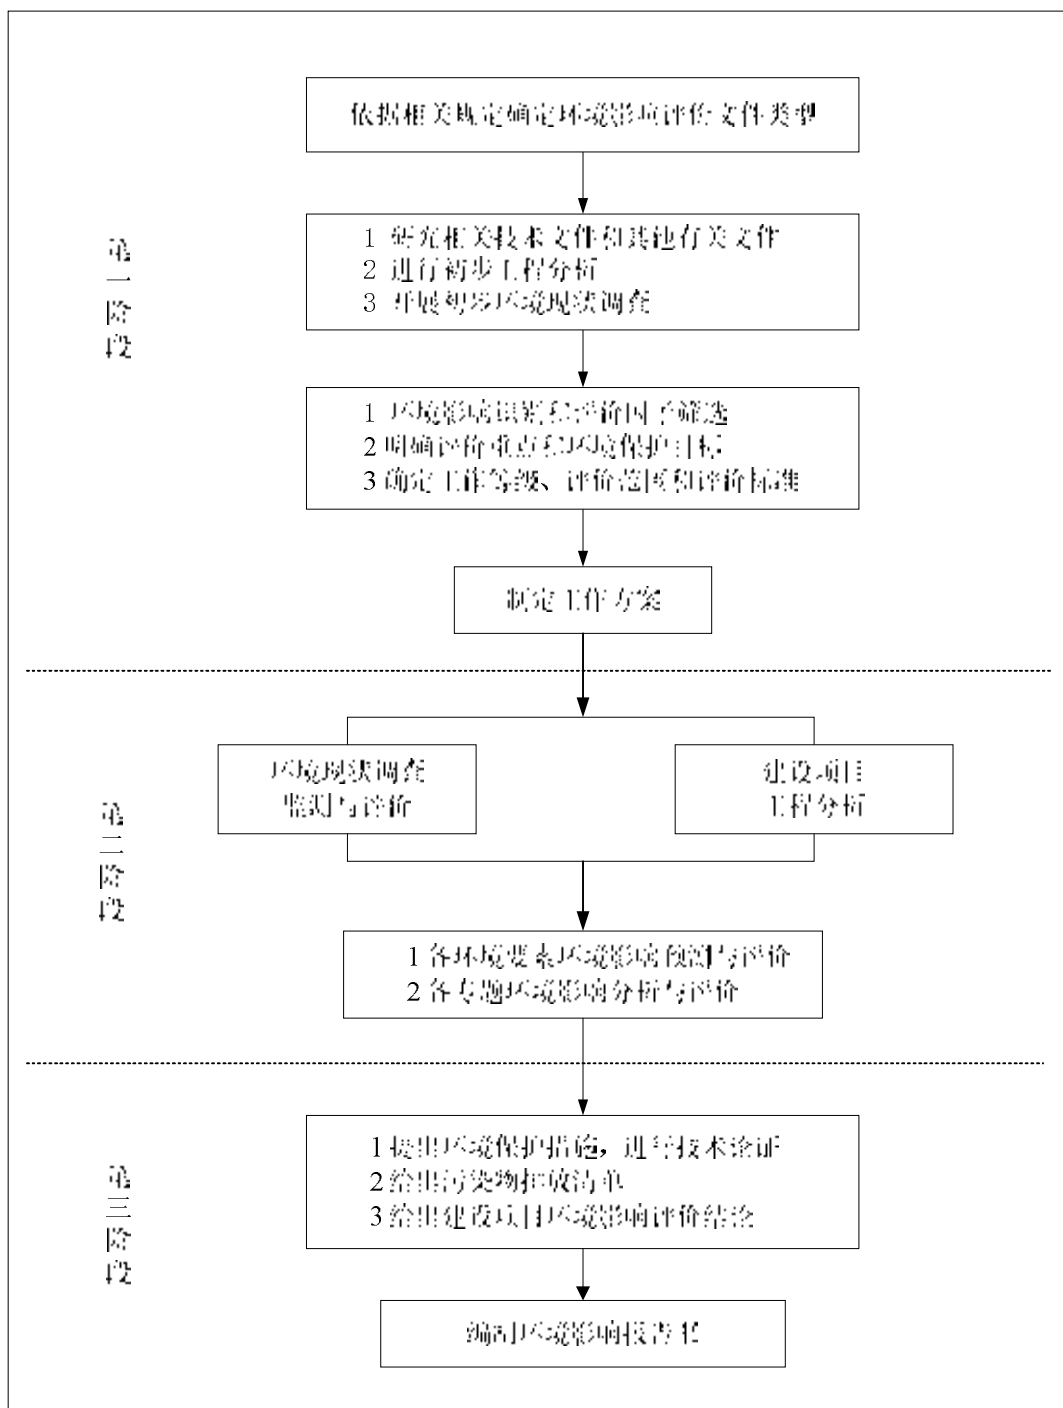 依据相关规定确定环境影响评价文件类型
第一阶段
1 研究相关技术文件和其他有关文件
2 进行初步工程分析
3 开展初步环境现状调查
1 环境影响识别和评价因子筛选
2 明确评价重点和环境保护目标
3 确定工作等级、评价范围和评价标准
制定工作方案
第二阶段
环境现状调查
监测与评价
建设项目
工程分析
1 各环境要素环境影响预测与评价
2 各专题环境影响分析与评价
第三阶段
1 提出环境保护措施，进行技术论证
2 给出污染物排放清单
3 给出建设项目环境影响评价结论
编制环境影响报告书